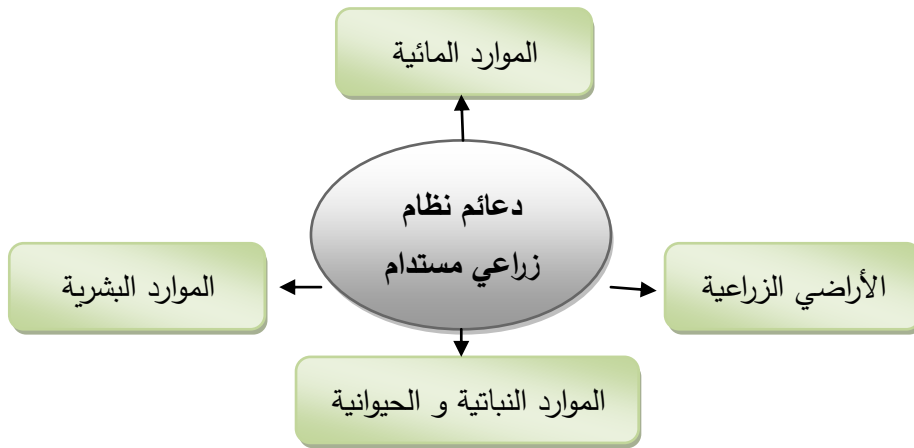 الموارد المائية
دعائم نظام
زراعي مستدام
الأراضي الزراعية
الموارد البشرية
الموارد النباتية و الحيوانية